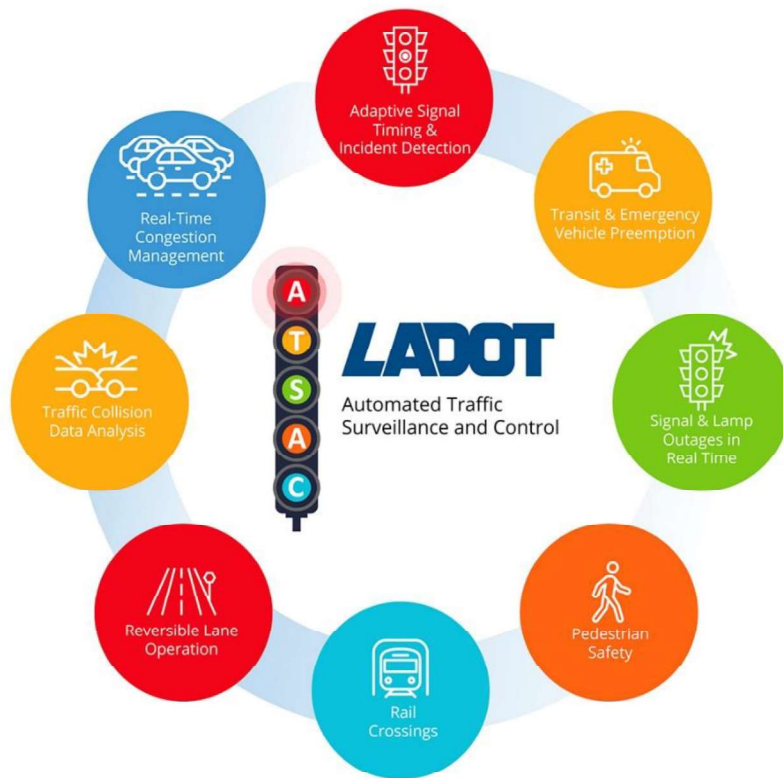 Adaptive Signal
Timing &
Incident Detection
Transit & Emergency
Vehicle Preemption
Signal & Lamp
Outages in
Real Time
Pedestrian
Safety
Rail
Crossings
Reversible Lane
Operation
Traffic Collision
Data Analysis
Real-Time
Congestion
Management
A
T
S
A
C
LADOT
Automated Traffic
Surveillance and Control